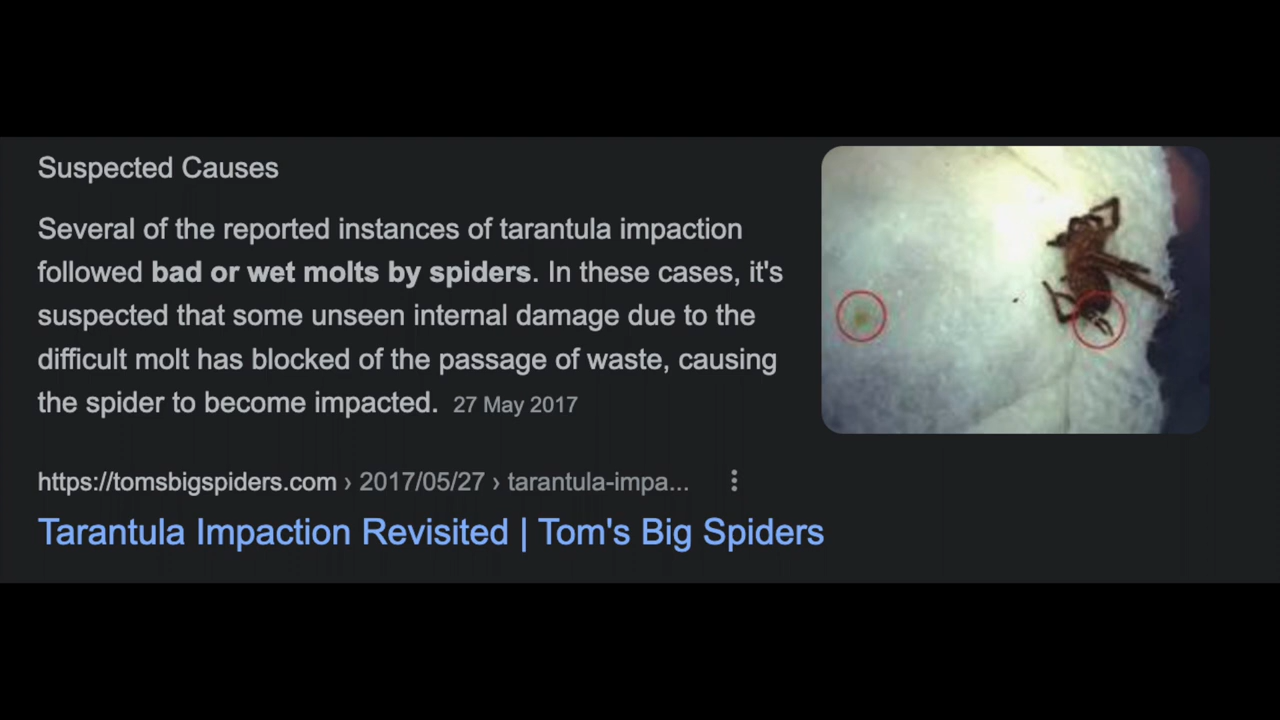 Suspected Causes
Several of the reported instances of tarantula impaction
followed bad or wet molts by spiders. In these cases, it's
suspected that some unseen internal damage due to the
difficult molt has blocked of the passage of waste, causing
the spider to become impacted. 27 May 2017
https://tomsbigspiders.com › 2017/05/27 › tarantula-impa...
Tarantula Impaction Revisited | Tom's Big Spiders